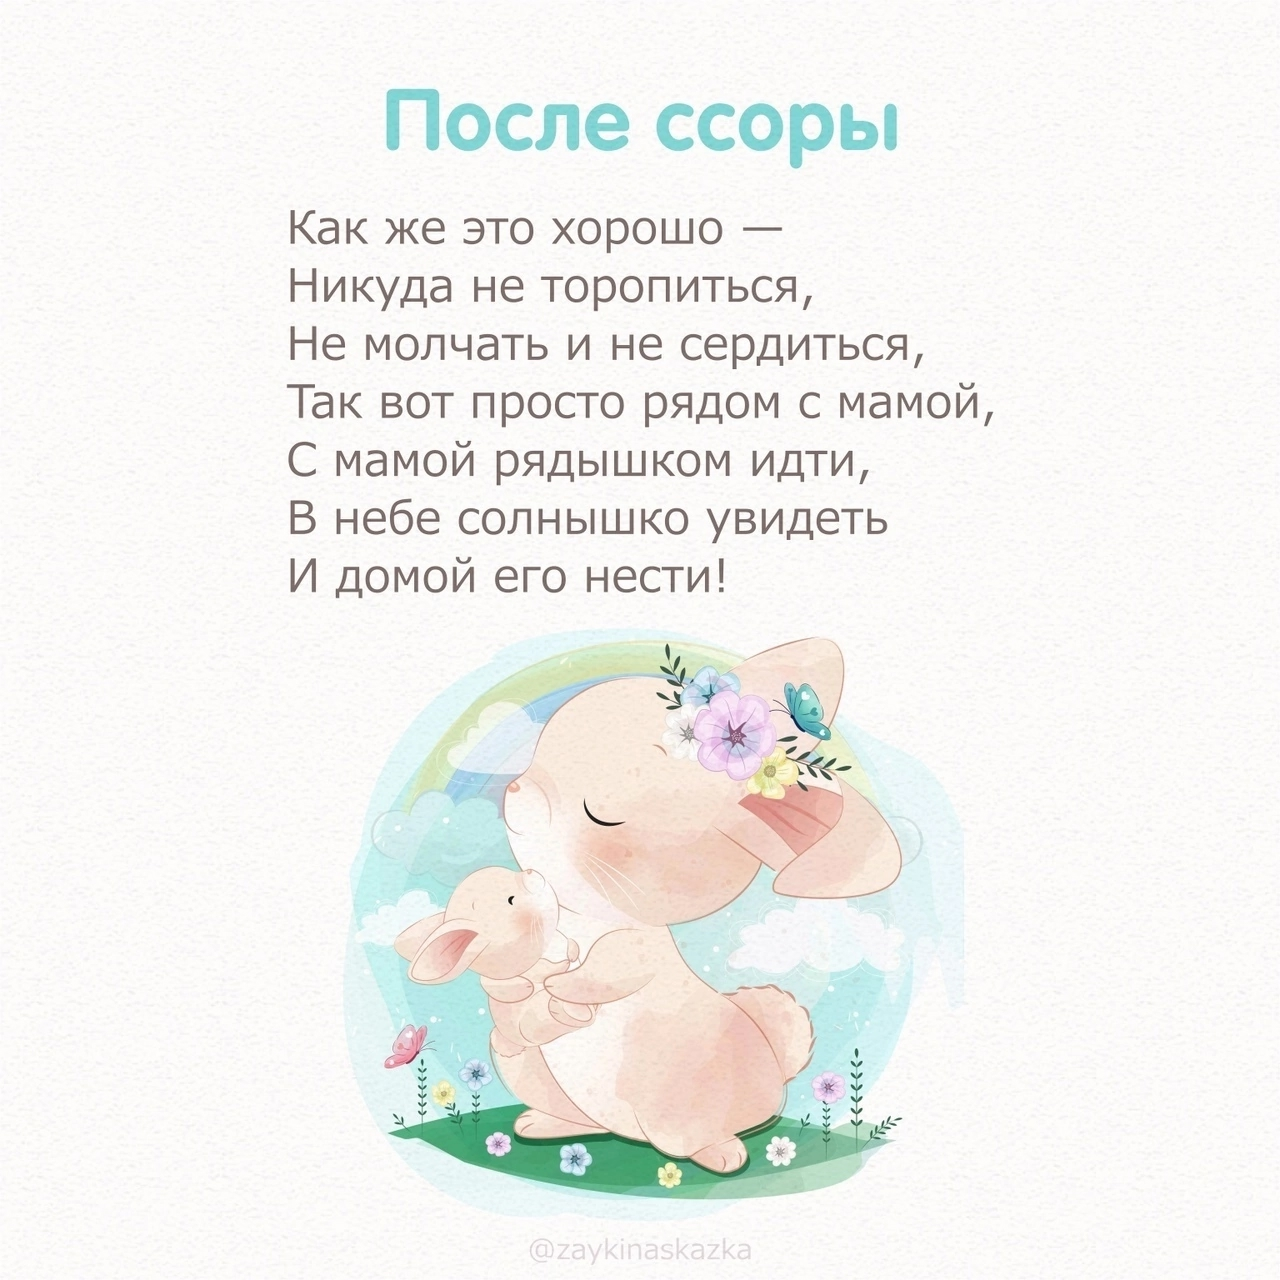 После ссоры
Как же это хорошо —
Никуда не торопиться,
Не молчать и не сердиться,
Так вот просто рядом с мамой,
С мамой рядышком идти,
В небе солнышко увидеть
И домой его нести!
@zaykinaskazka